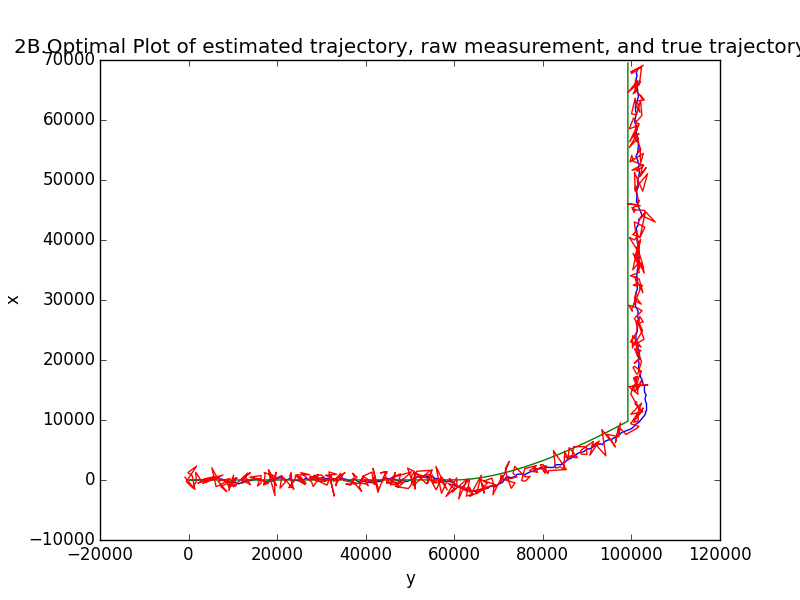 2B.Optimal Plot of estimated trajectory, raw measurement, and true trajectory
70000
60000
50000
40000
30000
20000
10000
0
−10000
−20000 0 20000 40000 60000 80000 100000 120000
x
y